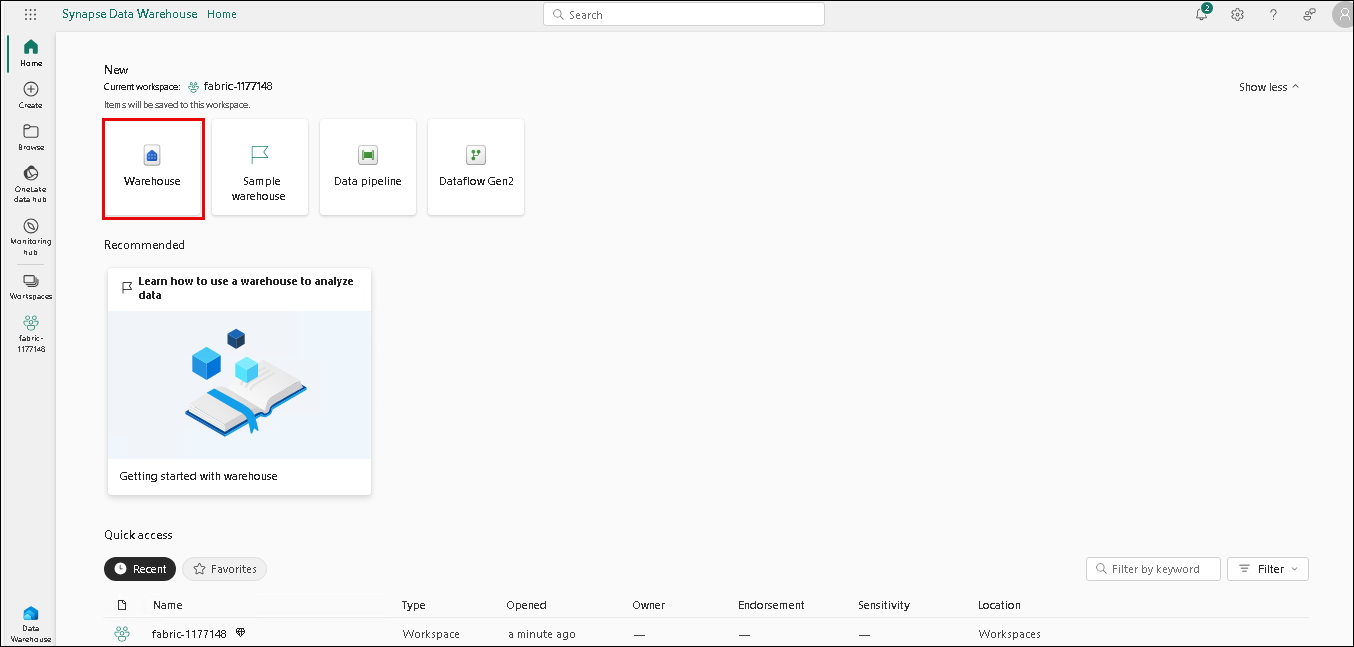 Synapse Data Warehouse Home
Search
2
Home
Create
Browse
OneLake
data hub
Monitoring
hub
Workspaces
fabric-
1177148
Data
Warehouse
New
Current workspace: fabric-1177148
Items will be saved to this workspace.
Show less
Warehouse
Sample
warehouse
Data pipeline
Dataflow Gen2
Recommended
Learn how to use a warehouse to analyze
data
Getting started with warehouse
Quick access
Recent
Favorites
Filter by keyword
Filter
Name Type Opened Owner Endorsement Sensitivity Location
fabric-1177148 Workspace a minute ago — — — Workspaces